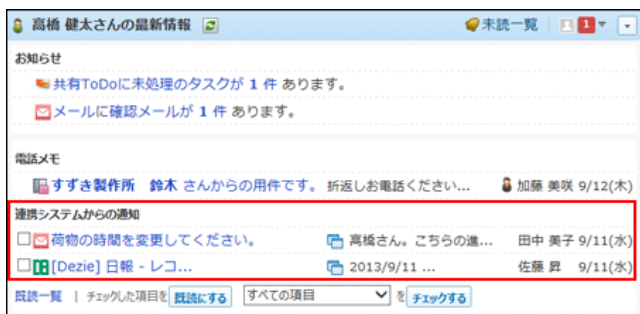 高橋 健太さんの最新情報 未読一覧 1
お知らせ
共有ToDoに未処理のタスクが 1 件 あります。
メールに確認メールが 1 件 あります。
電話メモ
すずき製作所 鈴木 さんからの用件です。 折返しお電話ください... 加藤 美咲 9/12(木)
連携システムからの通知
荷物の時間を変更してください。 高橋さん。こちらの進... 田中 美子 9/11(水)
[Dezie] 日報 - レコ... 2013/9/11 ... 佐藤 昇 9/11(水)
既読一覧 | チェックした項目を 既読にする すべての項目 を チェックする